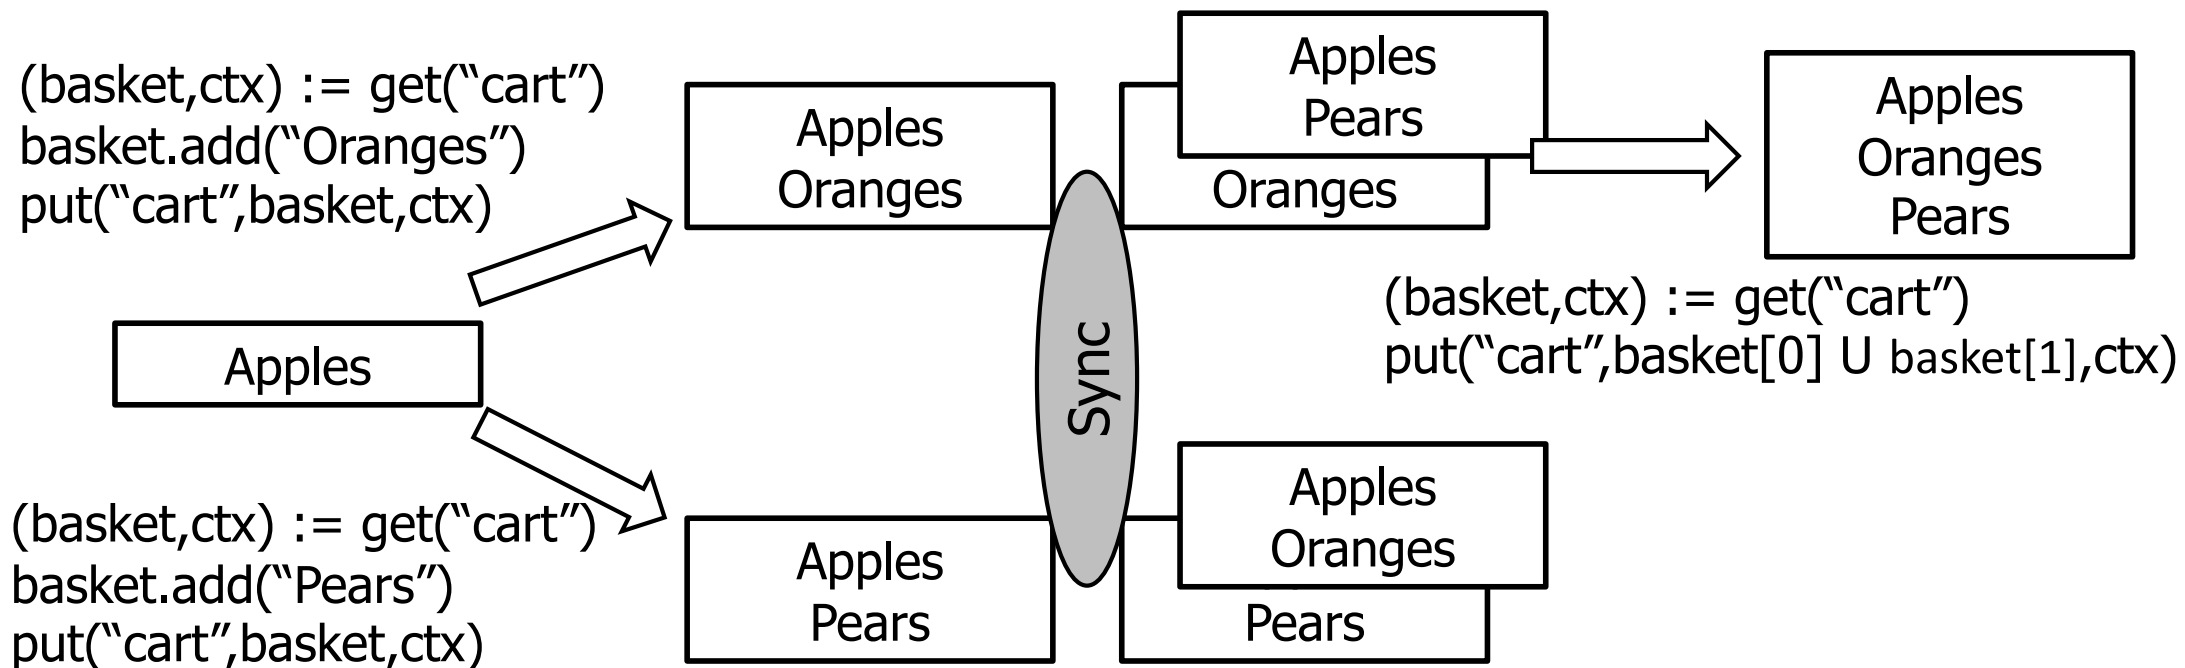 (basket,ctx) := get(“cart”)
basket.add(“Oranges”)
put(“cart”,basket,ctx)
Apples
Oranges
Apples
Pears
Oranges
Apples
Oranges
Pears
Apples
Sync
(basket,ctx) := get(“cart”)
put(“cart”,basket[0] U basket[1],ctx)
(basket,ctx) := get(“cart”)
basket.add(“Pears”)
put(“cart”,basket,ctx)
Apples
Pears
Apples
Oranges
Pears